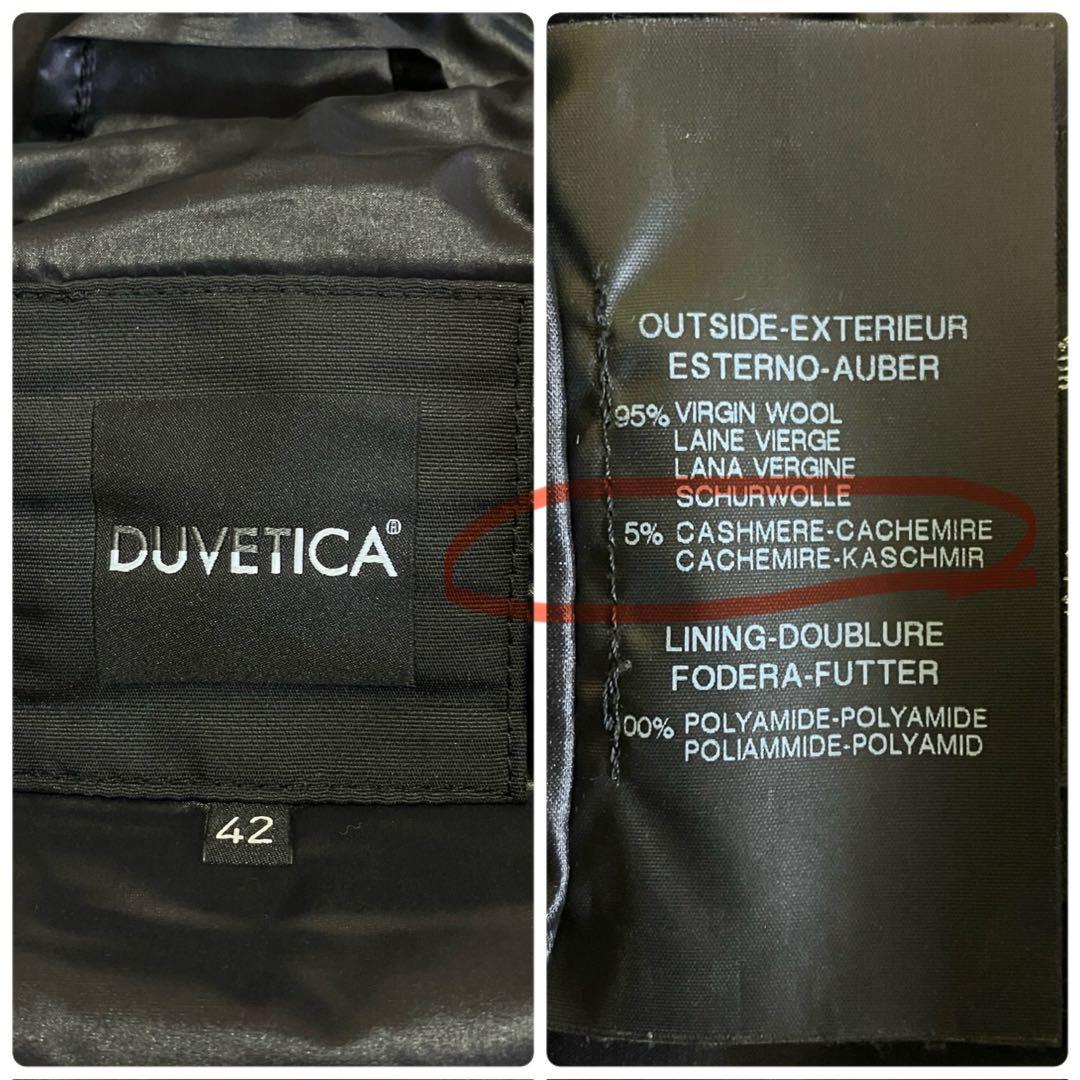 DUVETICA®
42
OUTSIDE-EXTERIEUR
ESTERNO-AUBER
95% VIRGIN WOOL
LAINE VIERGE
LANA VERGINE
SCHURWOLLE
5% CASHMERE-CACHEMIRE
CACHEMIRE-KASCHMIR
LINING-DOUBLURE
FODERA-FUTTER
00% POLYAMIDE-POLYAMIDE
POLIAMMIDE-POLYAMID